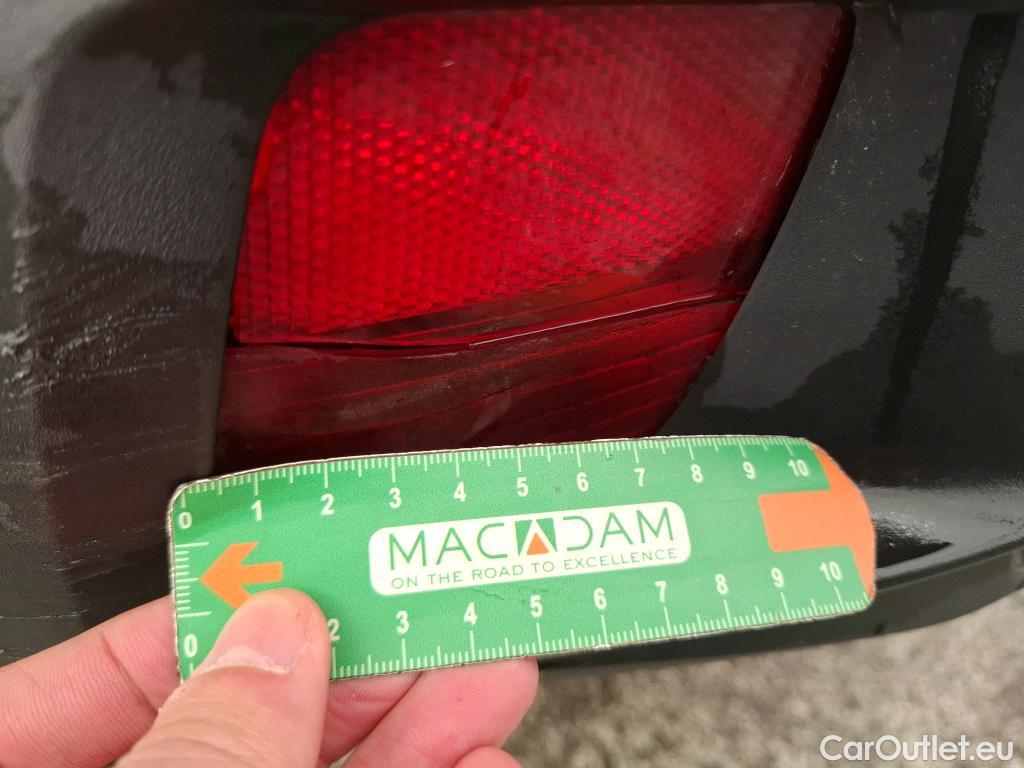 0 1 2 3 4 5 6 7 8 9 10
MACADAM
ON THE ROAD TO EXCELLENCE
0 2 3 4 5 6 7 8 9 10
CarOutlet.eu